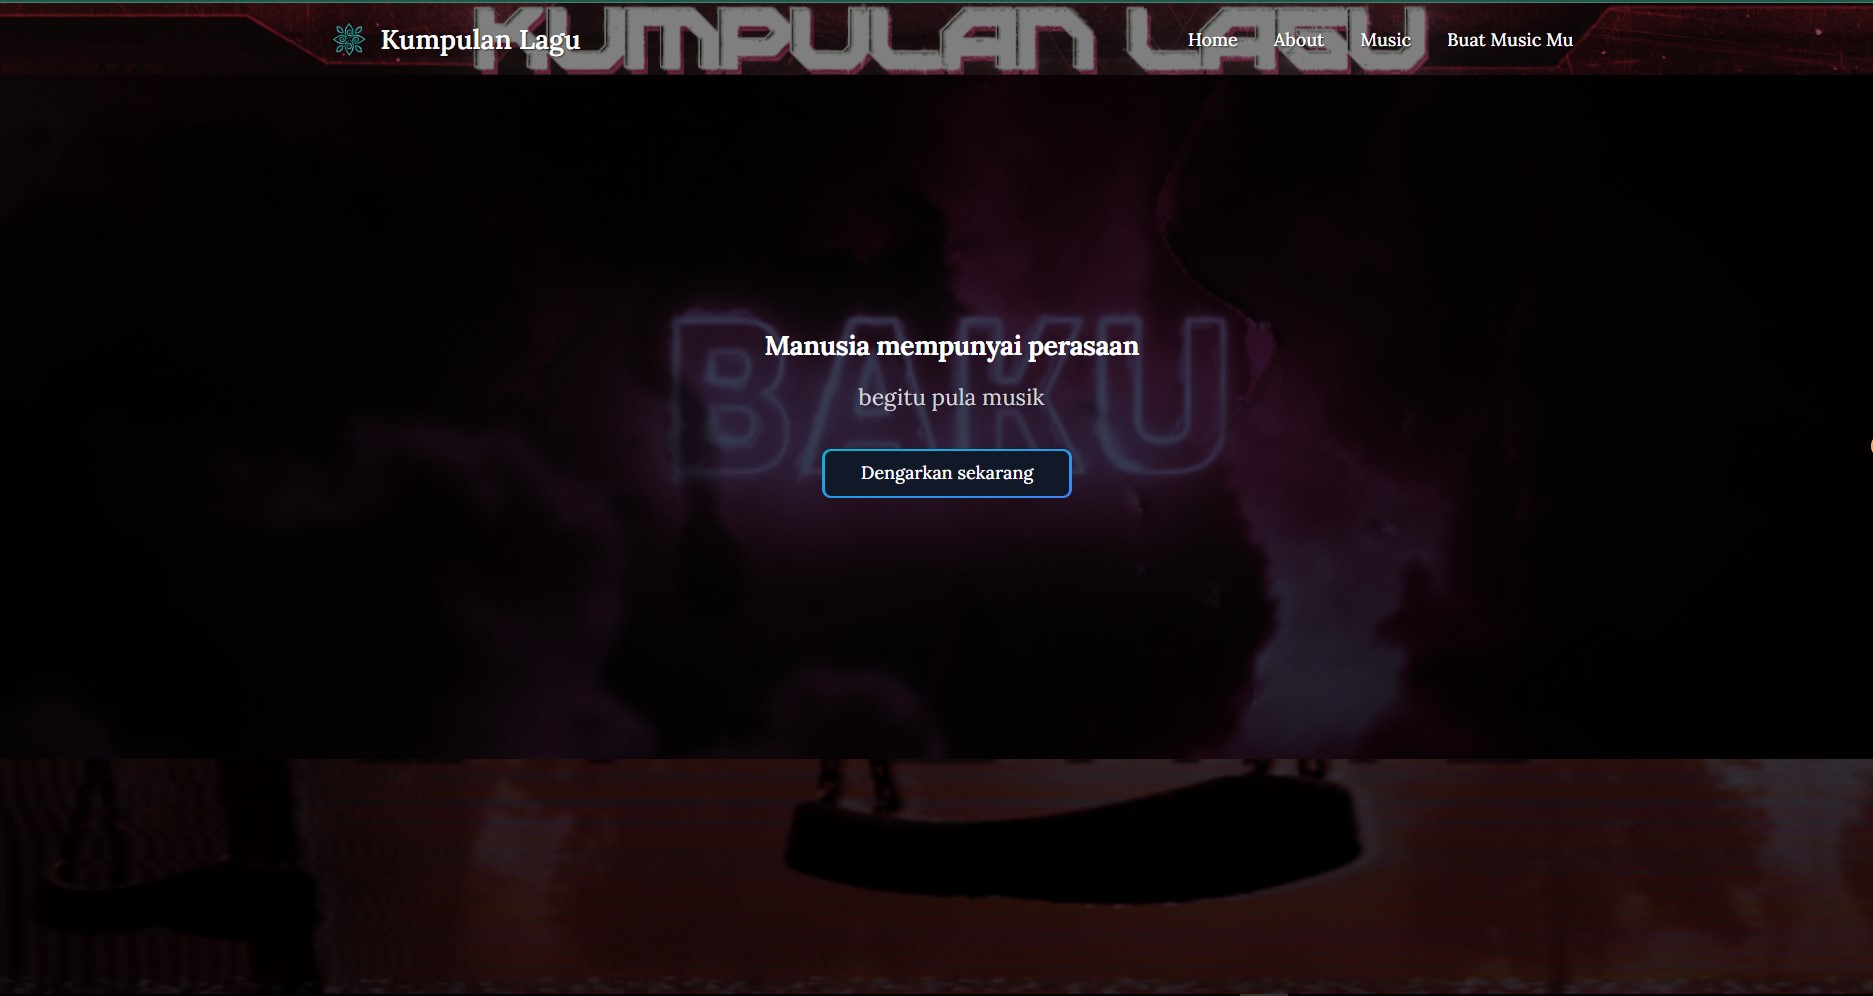 KUMPULAN LAGU
Kumpulan Lagu
Home
About
Music
Buat Music Mu
BAKU
Manusia mempunyai perasaan
begitu pula musik
Dengarkan sekarang